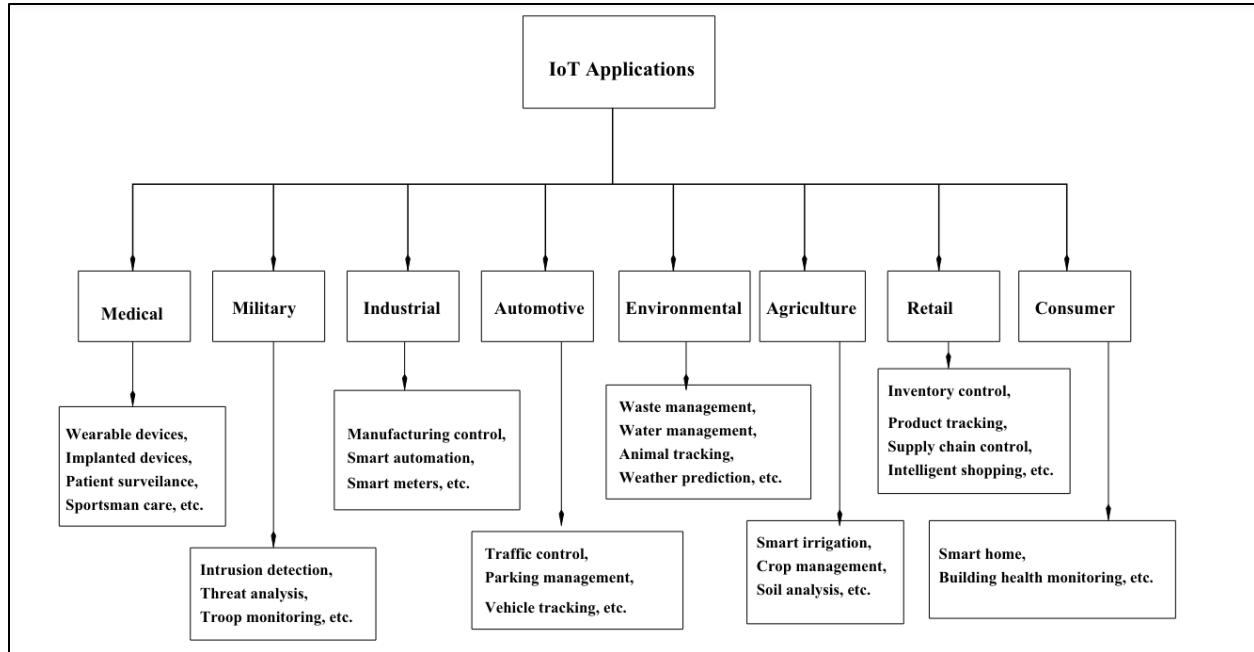 IoT Applications
Medical
Military
Industrial
Automotive
Environmental
Agriculture
Retail
Consumer
Wearable devices,
Implanted devices,
Patient surveilance,
Sportsman care, etc.
Intrusion detection,
Threat analysis,
Troop monitoring, etc.
Manufacturing control,
Smart automation,
Smart meters, etc.
Traffic control,
Parking management,
Vehicle tracking, etc.
Waste management,
Water management,
Animal tracking,
Weather prediction, etc.
Smart irrigation,
Crop management,
Soil analysis, etc.
Inventory control,
Product tracking,
Supply chain control,
Intelligent shopping, etc.
Smart home,
Building health monitoring, etc.